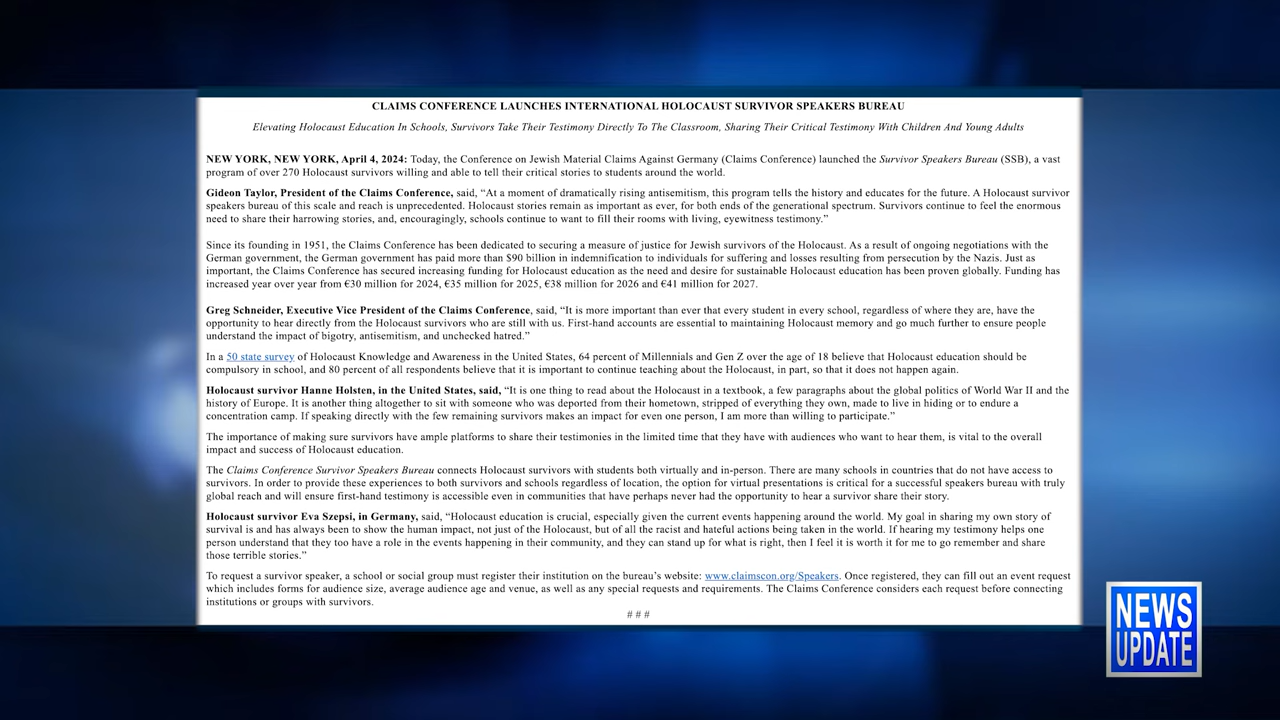 CLAIMS CONFERENCE LAUNCHES INTERNATIONAL HOLOCAUST SURVIVOR SPEAKERS BUREAU
Elevating Holocaust Education In Schools, Survivors Take Their Testimony Directly To The Classroom, Sharing Their Critical Testimony With Children And Young Adults
NEW YORK, NEW YORK, April 4, 2024: Today, the Conference on Jewish Material Claims Against Germany (Claims Conference) launched the Survivor Speakers Bureau (SSB), a vast
program of over 270 Holocaust survivors willing and able to tell their critical stories to students around the world.
Gideon Taylor, President of the Claims Conference, said, “At a moment of dramatically rising antisemitism, this program tells the history and educates for the future. A Holocaust survivor
speakers bureau of this scale and reach is unprecedented. Holocaust stories remain as important as ever, for both ends of the generational spectrum. Survivors continue to feel the enormous
need to share their harrowing stories, and, encouragingly, schools continue to want to fill their rooms with living, eyewitness testimony.”
Since its founding in 1951, the Claims Conference has been dedicated to securing a measure of justice for Jewish survivors of the Holocaust. As a result of ongoing negotiations with the
German government, the German government has paid more than $90 billion in indemnification to individuals for suffering and losses resulting from persecution by the Nazis. Just as
important, the Claims Conference has secured increasing funding for Holocaust education as the need and desire for sustainable Holocaust education has been proven globally. Funding has
increased year over year from €30 million for 2024, €35 million for 2025, €38 million for 2026 and €41 million for 2027.
Greg Schneider, Executive Vice President of the Claims Conference, said, “It is more important than ever that every student in every school, regardless of where they are, have the
opportunity to hear directly from the Holocaust survivors who are still with us. First-hand accounts are essential to maintaining Holocaust memory and go much further to ensure people
understand the impact of bigotry, antisemitism, and unchecked hatred.”
In a 50 state survey of Holocaust Knowledge and Awareness in the United States, 64 percent of Millennials and Gen Z over the age of 18 believe that Holocaust education should be
compulsory in school, and 80 percent of all respondents believe that it is important to continue teaching about the Holocaust, in part, so that it does not happen again.
Holocaust survivor Hanne Holsten, in the United States, said, “It is one thing to read about the Holocaust in a textbook, a few paragraphs about the global politics of World War II and the
history of Europe. It is another thing altogether to sit with someone who was deported from their hometown, stripped of everything they own, made to live in hiding or to endure a
concentration camp. If speaking directly with the few remaining survivors makes an impact for even one person, I am more than willing to participate.”
The importance of making sure survivors have ample platforms to share their testimonies in the limited time that they have with audiences who want to hear them, is vital to the overall
impact and success of Holocaust education.
The Claims Conference Survivor Speakers Bureau connects Holocaust survivors with students both virtually and in-person. There are many schools in countries that do not have access to
survivors. In order to provide these experiences to both survivors and schools regardless of location, the option for virtual presentations is critical for a successful speakers bureau with truly
global reach and will ensure first-hand testimony is accessible even in communities that have perhaps never had the opportunity to hear a survivor share their story.
Holocaust survivor Eva Szepsi, in Germany, said, “Holocaust education is crucial, especially given the current events happening around the world. My goal in sharing my own story of
survival is and has always been to show the human impact, not just of the Holocaust, but of all the racist and hateful actions being taken in the world. If hearing my testimony helps one
person understand that they too have a role in the events happening in their community, and they can stand up for what is right, then I feel it is worth it for me to go remember and share
those terrible stories.”
To request a survivor speaker, a school or social group must register their institution on the bureau’s website: www.claimscon.org/Speakers. Once registered, they can fill out an event request
which includes forms for audience size, average audience age and venue, as well as any special requests and requirements. The Claims Conference considers each request before connecting
institutions or groups with survivors.
# # #
NEWS
UPDATE